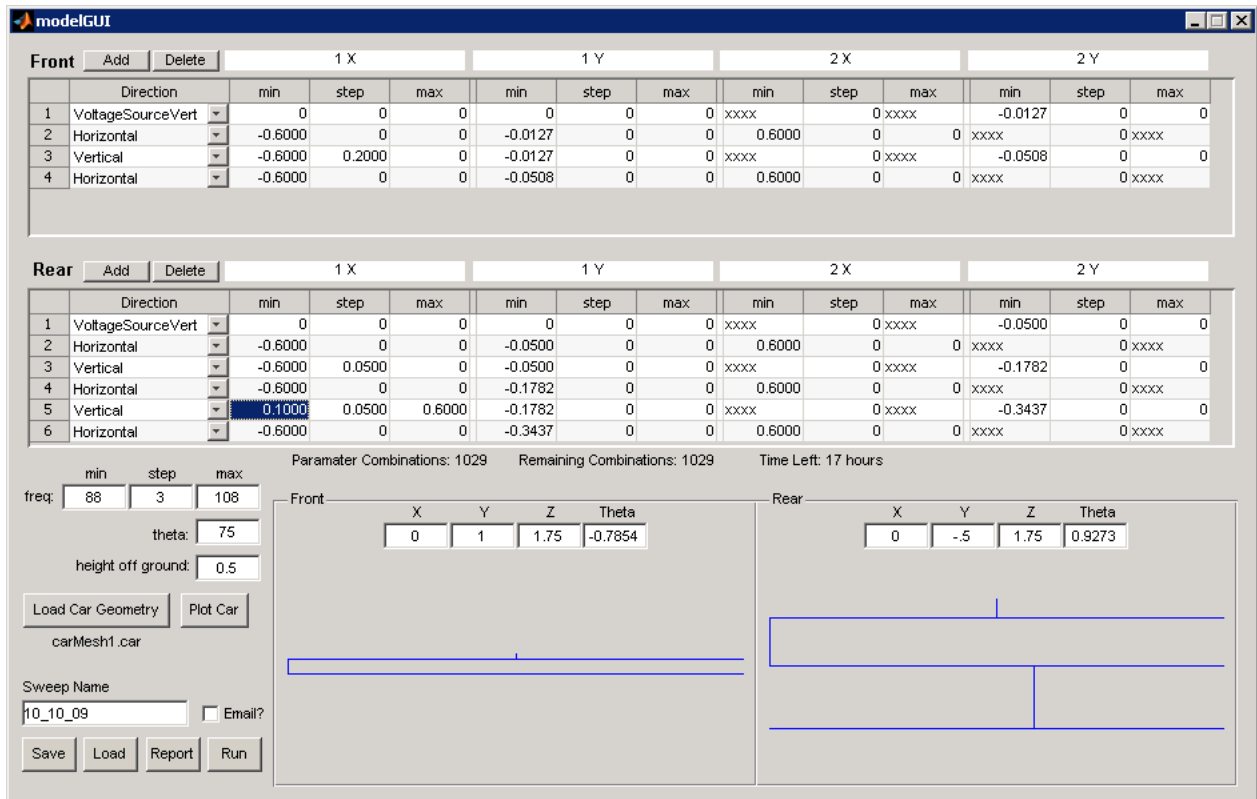 modelGUI
Front Add Delete 1 X 1 Y 2 X 2 Y
Direction min step max min step max min step max min step max
1 VoltageSourceVert 0 0 0 0 0 0 xxxx 0 xxxx -0.0127 0 0
2 Horizontal -0.6000 0 0 -0.0127 0 0 0.6000 0 0 xxxx 0 xxxx
3 Vertical -0.6000 0.2000 0 -0.0127 0 0 xxxx 0 xxxx -0.0508 0 0
4 Horizontal -0.6000 0 0 -0.0508 0 0 0.6000 0 0 xxxx 0 xxxx
Rear Add Delete 1 X 1 Y 2 X 2 Y
Direction min step max min step max min step max min step max
1 VoltageSourceVert 0 0 0 0 0 0 xxxx 0 xxxx -0.0500 0 0
2 Horizontal -0.6000 0 0 -0.0500 0 0 0.6000 0 0 xxxx 0 xxxx
3 Vertical -0.6000 0.0500 0 -0.0500 0 0 xxxx 0 xxxx -0.1782 0 0
4 Horizontal -0.6000 0 0 -0.1782 0 0 0.6000 0 0 xxxx 0 xxxx
5 Vertical 0.1000 0.0500 0.6000 -0.1782 0 0 xxxx 0 xxxx -0.3437 0 0
6 Horizontal -0.6000 0 0 -0.3437 0 0 0.6000 0 0 xxxx 0 xxxx
Paramater Combinations: 1029 Remaining Combinations: 1029 Time Left: 17 hours
min step max
freq: 88 3 108
theta: 75
height off ground: 0.5
Load Car Geometry Plot Car
carMesh1.car
Sweep Name
10_10_09 Email?
Save Load Report Run
Front
X Y Z Theta
0 1 1.75 -0.7854
Rear
X Y Z Theta
0 -.5 1.75 0.9273